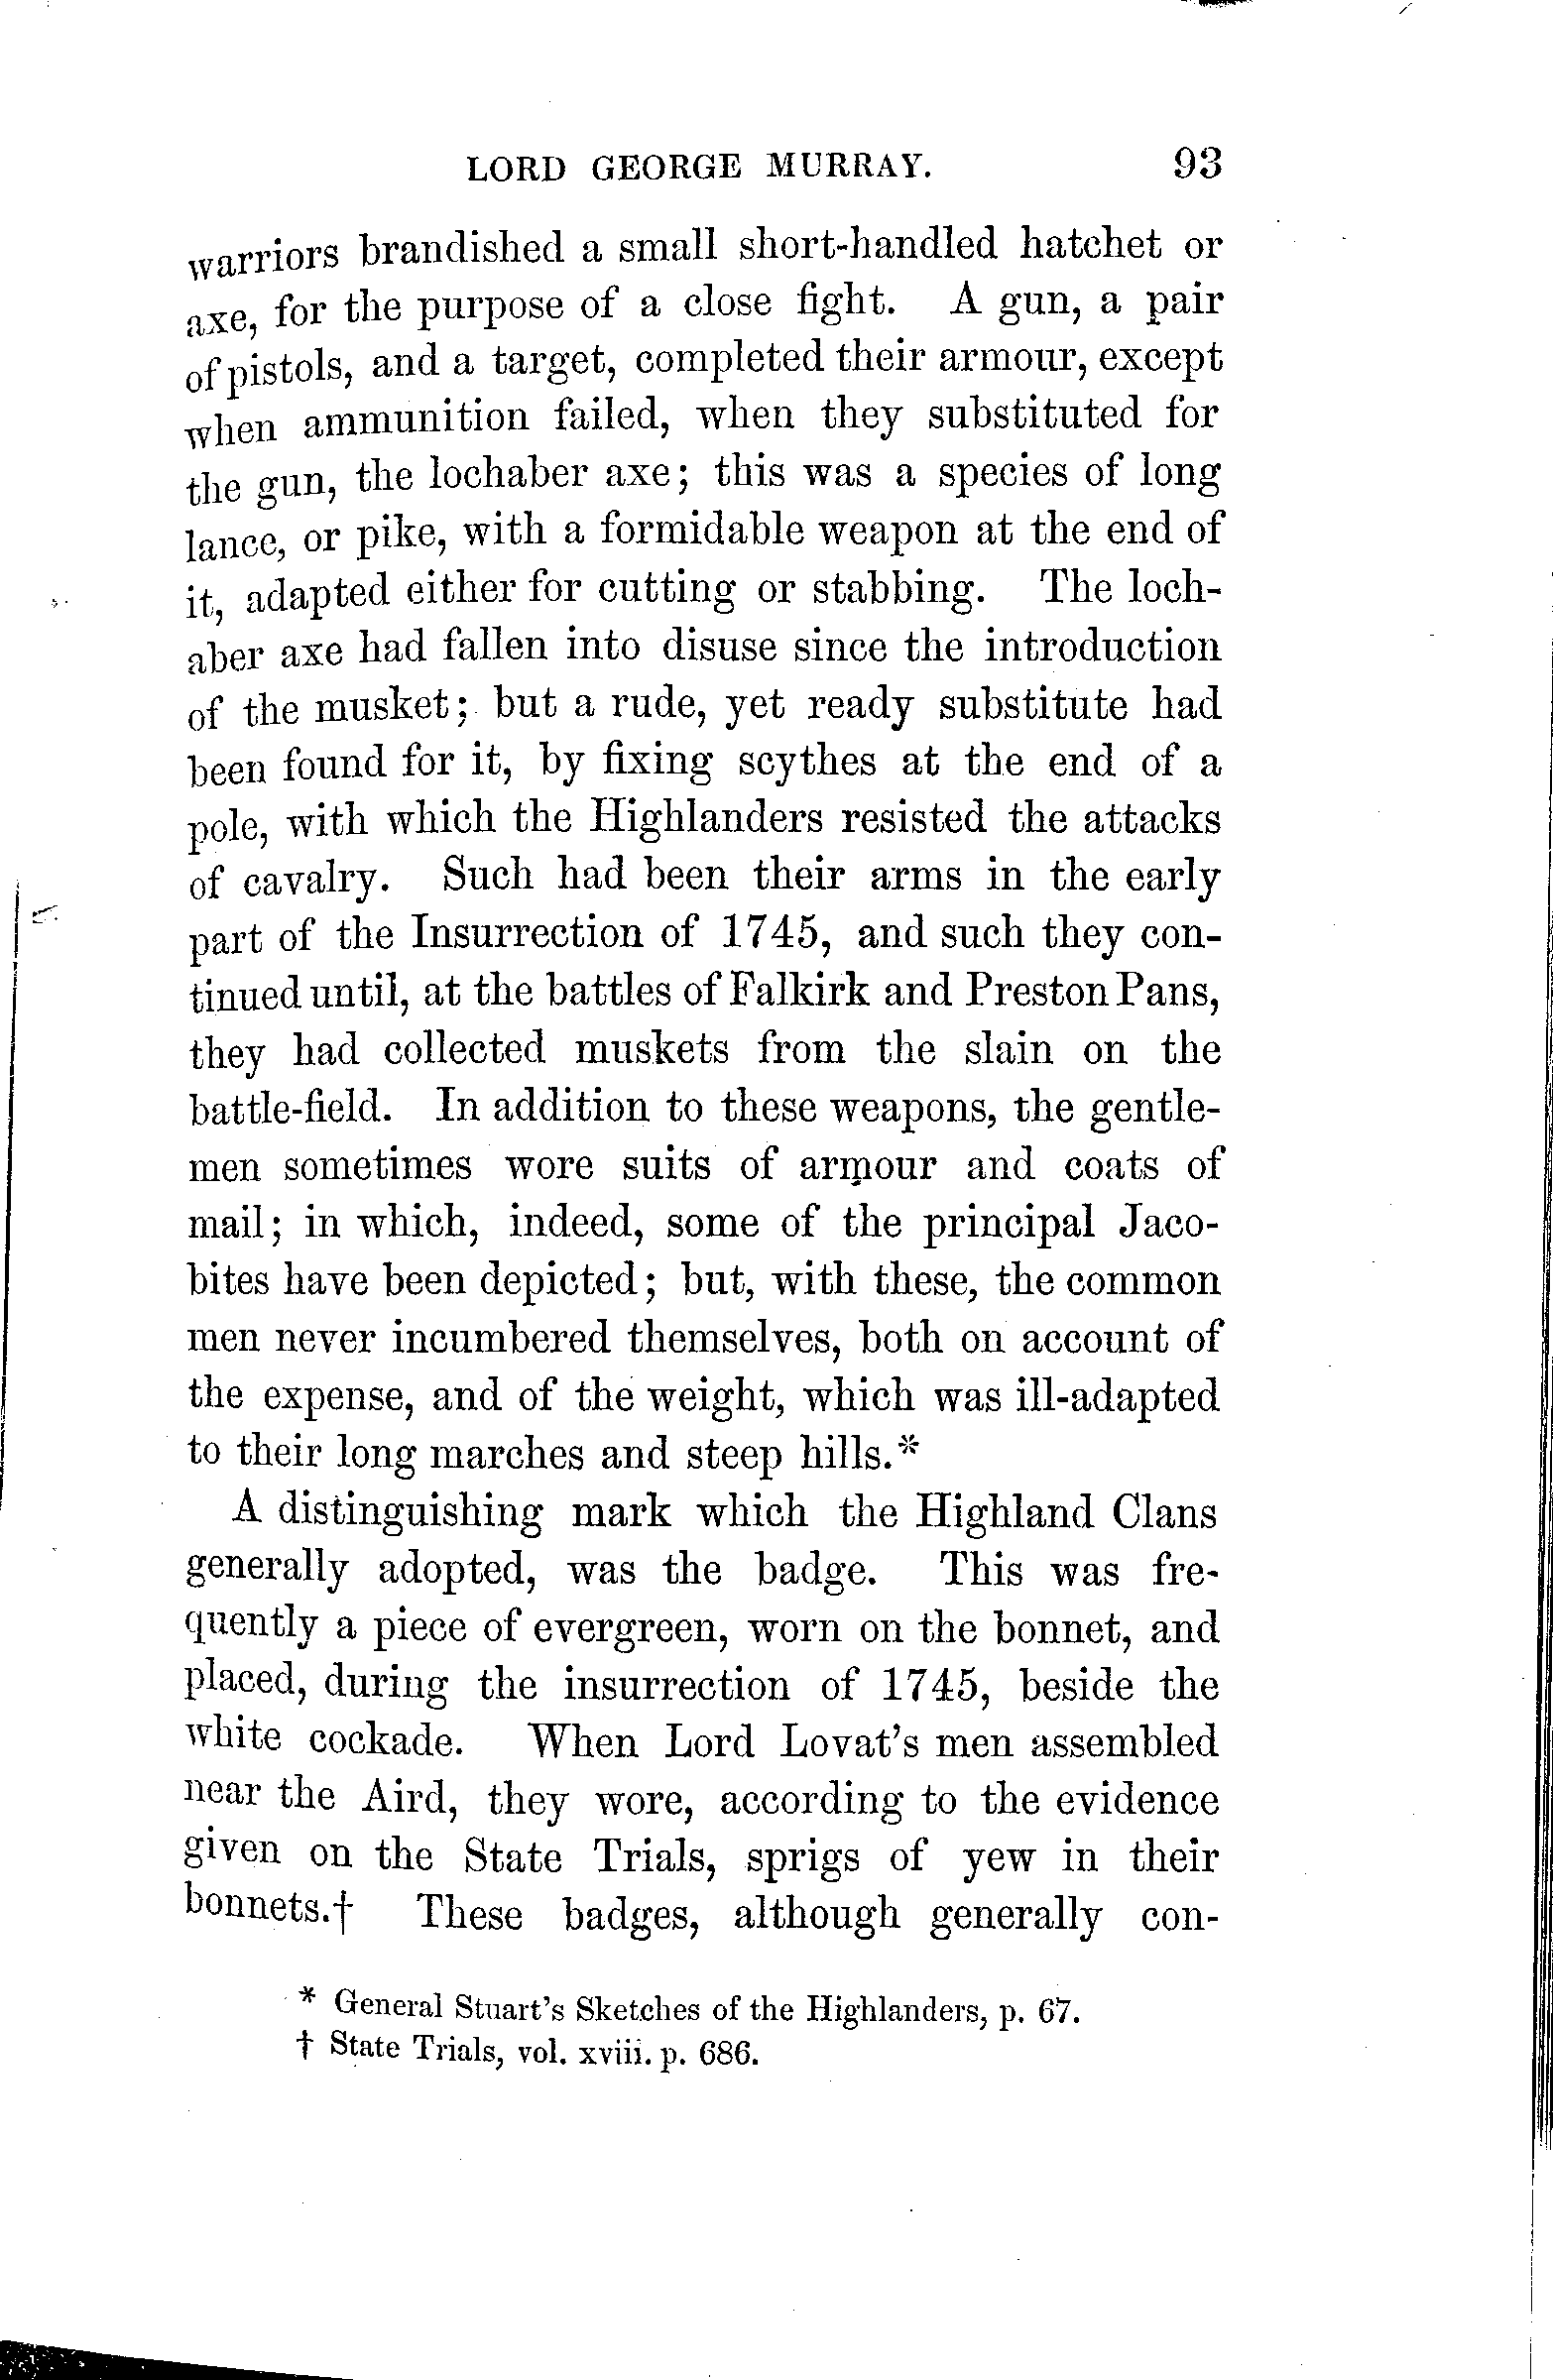 LORD GEORGE MURRAY. 93
warriors brandished a small short-handled hatchet or
axe, for the purpose of a close fight. A gun, a pair
of pistols, and a target, completed their armour, except
when ammunition failed, when they substituted for
the gun, the lochaber axe; this was a species of long
lance, or pike, with a formidable weapon at the end of
it, adapted either for cutting or stabbing. The loch-
aber axe had fallen into disuse since the introduction
of the musket; but a rude, yet ready substitute had
been found for it, by fixing scythes at the end of a
pole, with which the Highlanders resisted the attacks
of cavalry. Such had been their arms in the early
part of the Insurrection of 1745, and such they con-
tinued until, at the battles of Falkirk and Preston Pans,
they had collected muskets from the slain on the
battle-field. In addition to these weapons, the gentle-
men sometimes wore suits of armour and coats of
mail; in which, indeed, some of the principal Jaco-
bites have been depicted; but, with these, the common
men never incumbered themselves, both on account of
the expense, and of the weight, which was ill-adapted
to their long marches and steep hills.*
A distinguishing mark which the Highland Clans
generally adopted, was the badge. This was fre-
quently a piece of evergreen, worn on the bonnet, and
placed, during the insurrection of 1745, beside the
white cockade. When Lord Lovat's men assembled
near the Aird, they wore, according to the evidence
given on the State Trials, sprigs of yew in their
bonnets.† These badges, although generally con-
* General Stuart's Sketches of the Highlanders, p. 67.
† State Trials, vol. xviii. p. 686.